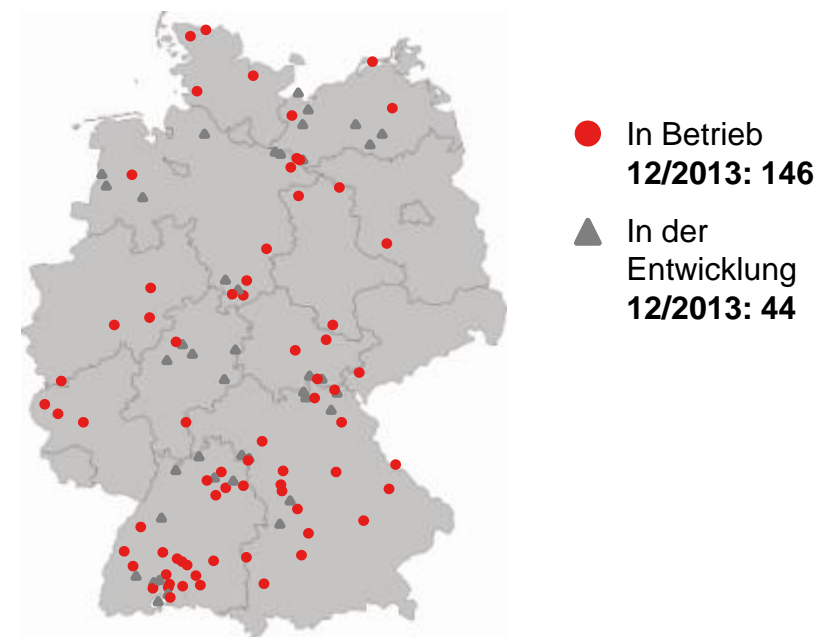 In Betrieb
12/2013: 146
In der
Entwicklung
12/2013: 44